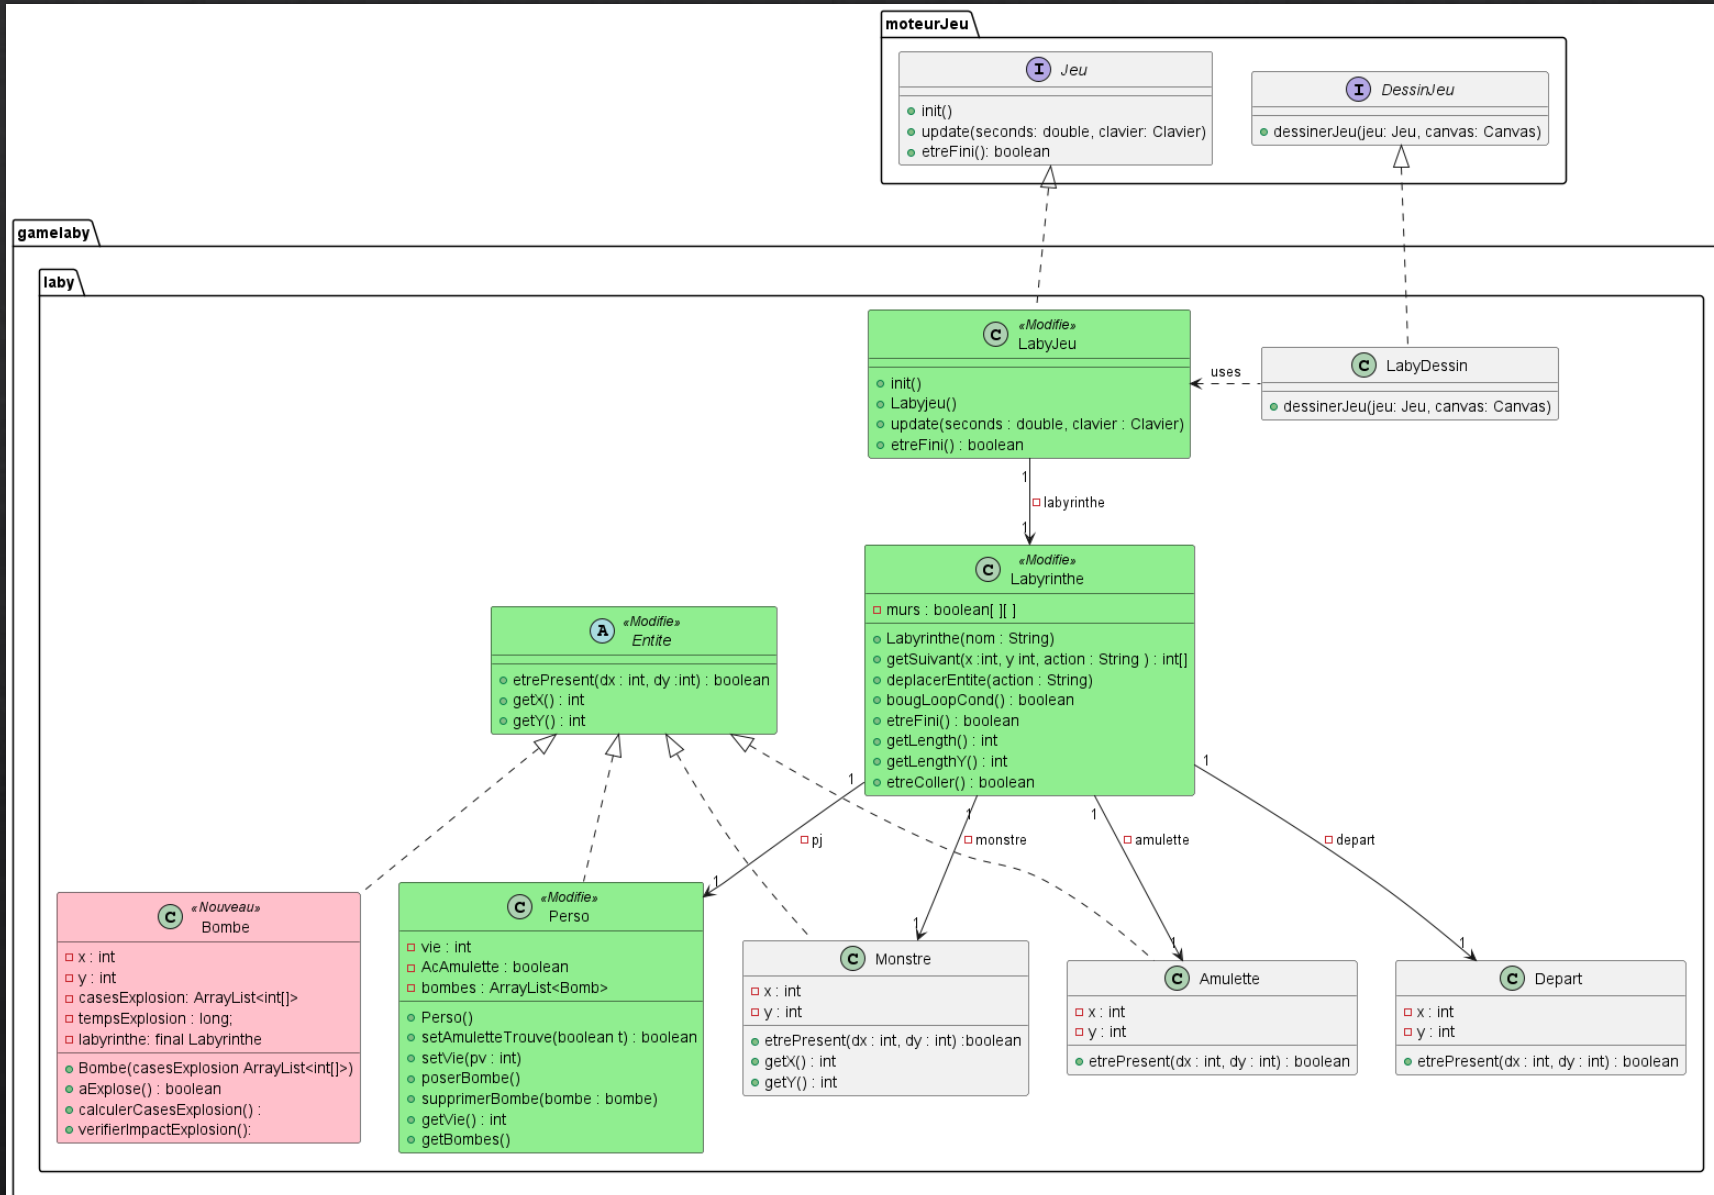 moteurJeu
I
Jeu
init()
update(seconds: double, clavier: Clavier)
etreFini(): boolean
I
DessinJeu
dessinerJeu(jeu: Jeu, canvas: Canvas)
gamelaby
laby
C
«Modifie»
LabyJeu
init()
Labyjeu()
update(seconds : double, clavier : Clavier)
etreFini() : boolean
uses
C
LabyDessin
dessinerJeu(jeu: Jeu, canvas: Canvas)
1
labyrinthe
1
C
«Modifie»
Labyrinthe
murs : boolean[ ][ ]
Labyrinthe(nom : String)
getSuivant(x :int, y int, action : String ) : int[]
deplacerEntite(action : String)
bougLoopCond() : boolean
etreFini() : boolean
getLength() : int
getLengthY() : int
etreColler() : boolean
A
«Modifie»
Entite
etrePresent(dx : int, dy :int) : boolean
getX() : int
getY() : int
1
pj
1
1
monstre
1
1
amulette
1
1
depart
1
C
«Nouveau»
Bombe
x : int
y : int
casesExplosion: ArrayList<int[]>
tempsExplosion : long;
labyrinthe: final Labyrinthe
Bombe(casesExplosion ArrayList<int[]>)
aExplose() : boolean
calculerCasesExplosion() :
verifierImpactExplosion():
C
«Modifie»
Perso
vie : int
AcAmulette : boolean
bombes : ArrayList<Bomb>
Perso()
setAmuletteTrouve(boolean t) : boolean
setVie(pv : int)
poserBombe()
supprimerBombe(bombe : bombe)
getVie() : int
getBombes()
C
Monstre
x : int
y : int
etrePresent(dx : int, dy : int) :boolean
getX() : int
getY() : int
C
Amulette
x : int
y : int
etrePresent(dx : int, dy : int) : boolean
C
Depart
x : int
y : int
etrePresent(dx : int, dy : int) : boolean